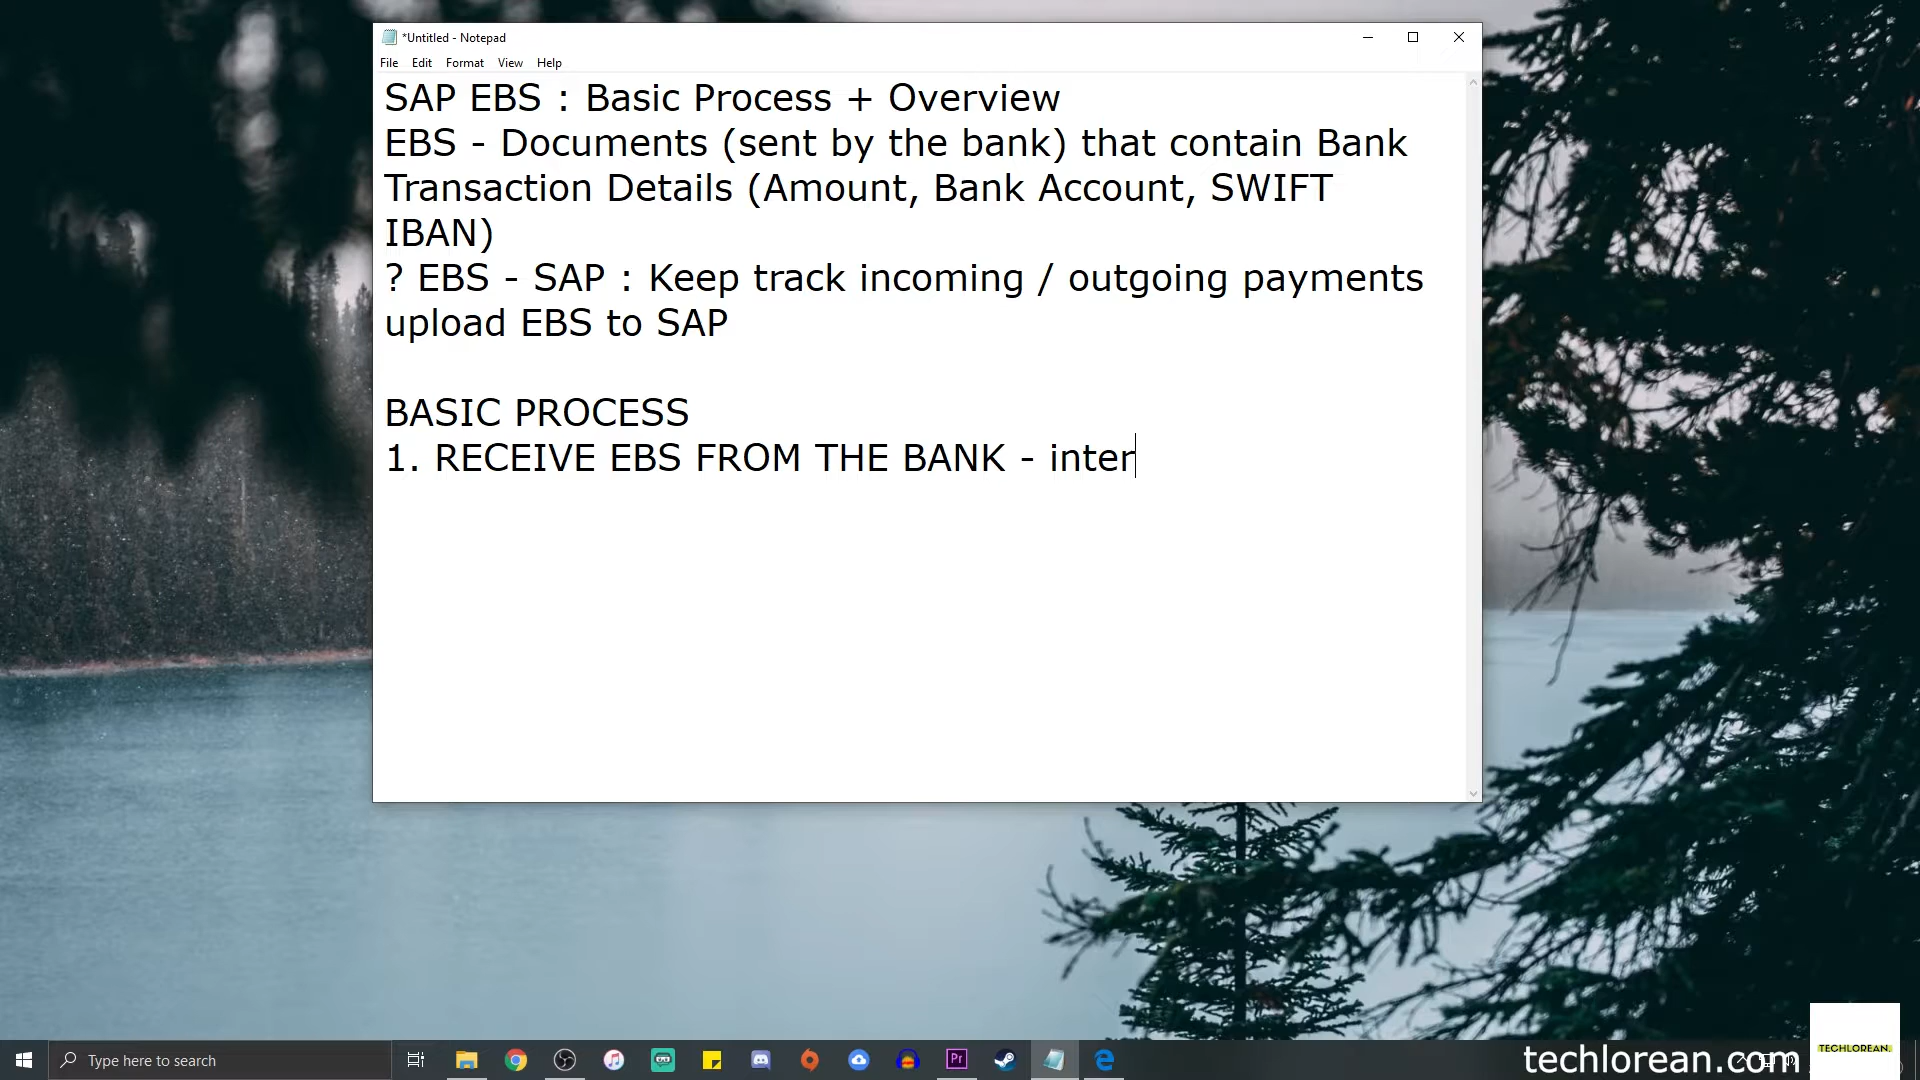 *Untitled - Notepad
File Edit Format View Help
SAP EBS : Basic Process + Overview
EBS - Documents (sent by the bank) that contain Bank
Transaction Details (Amount, Bank Account, SWIFT
IBAN)
? EBS - SAP : Keep track incoming / outgoing payments
upload EBS to SAP
BASIC PROCESS
1. RECEIVE EBS FROM THE BANK - inter
Type here to search
Pr
techlorean.com
TECHLOREAN.